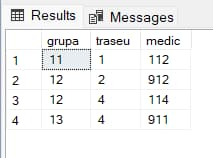 Results Messages
grupa traseu medic
1 11 1 112
2 12 2 912
3 12 4 114
4 13 4 911